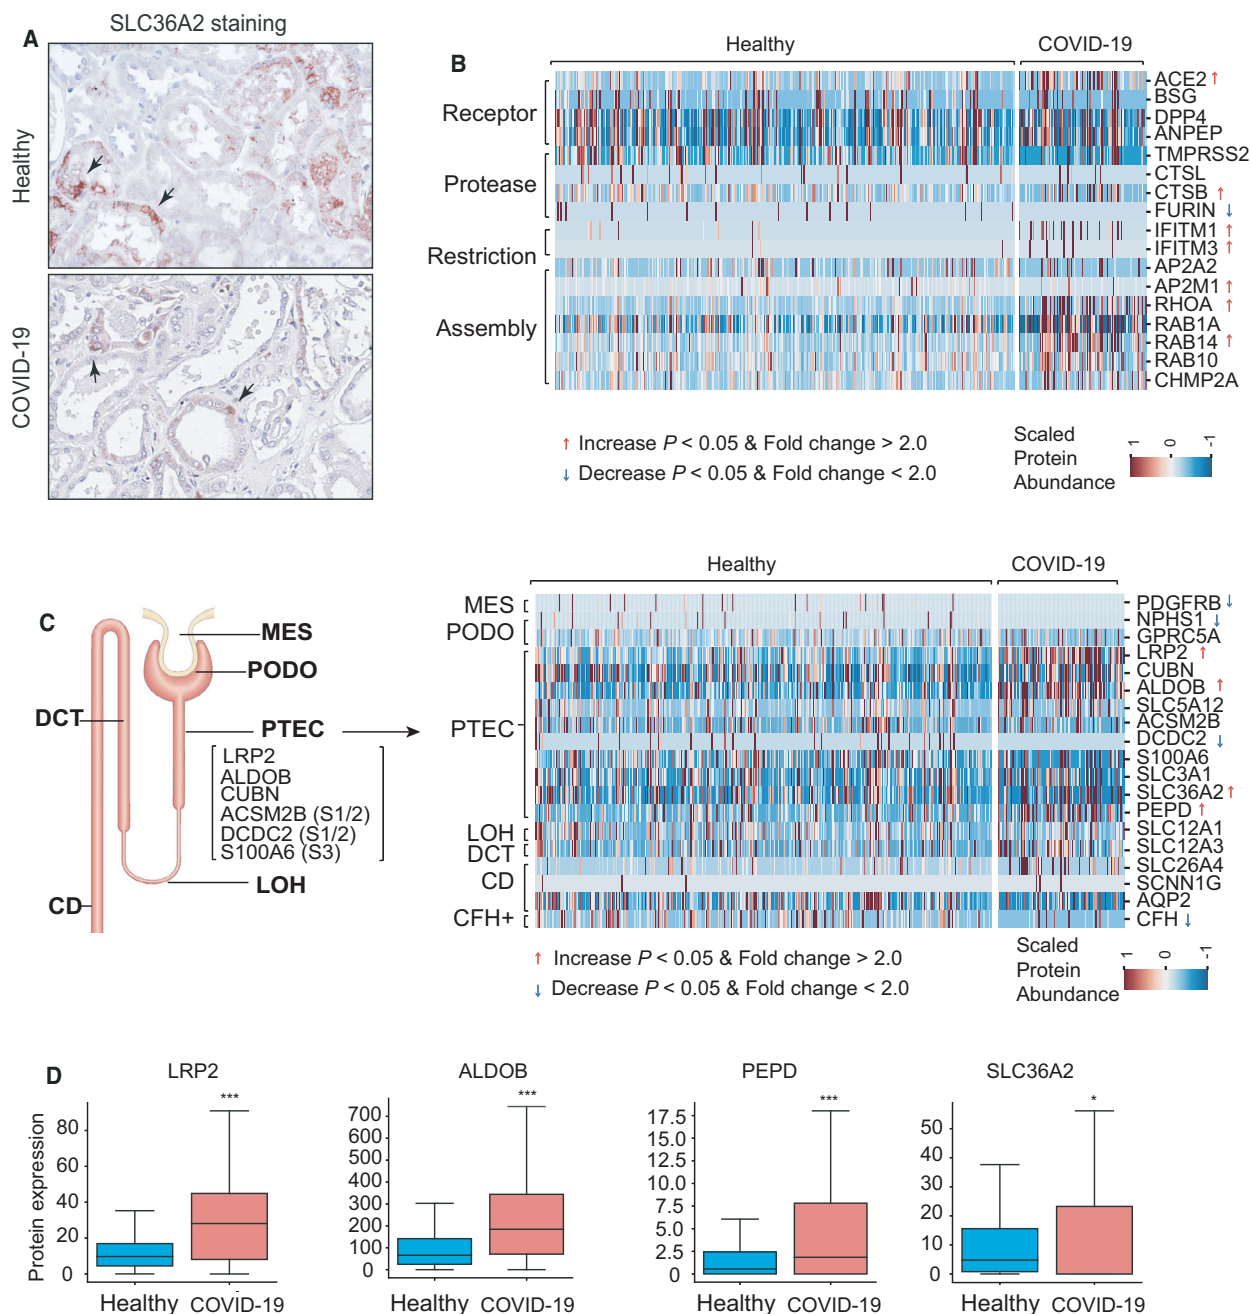 A
SLC36A2 staining
Healthy
COVID-19
B
Healthy
COVID-19
Receptor
Protease
Restriction
Assembly
ACE2 ↑
BSG
DPP4
ANPEP
TMPRSS2
CTSL
CTSB ↑
FURIN ↓
IFITM1 ↑
IFITM3 ↑
AP2A2
AP2M1 ↑
RHOA ↑
RAB1A
RAB14 ↑
RAB10
CHMP2A
↑ Increase P < 0.05 & Fold change > 2.0
↓ Decrease P < 0.05 & Fold change < 2.0
Scaled
Protein
Abundance
1 0 -1
C
MES
PODO
DCT
PTEC
LRP2
ALDOB
CUBN
ACSM2B (S1/2)
DCDC2 (S1/2)
S100A6 (S3)
LOH
CD
Healthy
COVID-19
MES
PODO
PTEC
LOH
DCT
CD
CFH+
PDGFRB ↓
NPHS1 ↓
GPRC5A
LRP2 ↑
CUBN
ALDOB ↑
SLC5A12
ACSM2B
DCDC2 ↓
S100A6
SLC3A1
SLC36A2 ↑
PEPD ↑
SLC12A1
SLC12A3
SLC26A4
SCNN1G
AQP2
CFH ↓
↑ Increase P < 0.05 & Fold change > 2.0
↓ Decrease P < 0.05 & Fold change < 2.0
Scaled
Protein
Abundance
1 0 -1
D
Protein expression
LRP2
***
80
60
40
20
0
Healthy COVID-19
ALDOB
***
700
600
500
400
300
200
100
0
Healthy COVID-19
PEPD
***
17.5
15.0
12.5
10.0
7.5
5.0
2.5
0
Healthy COVID-19
SLC36A2
*
50
40
30
20
10
0
Healthy COVID-19